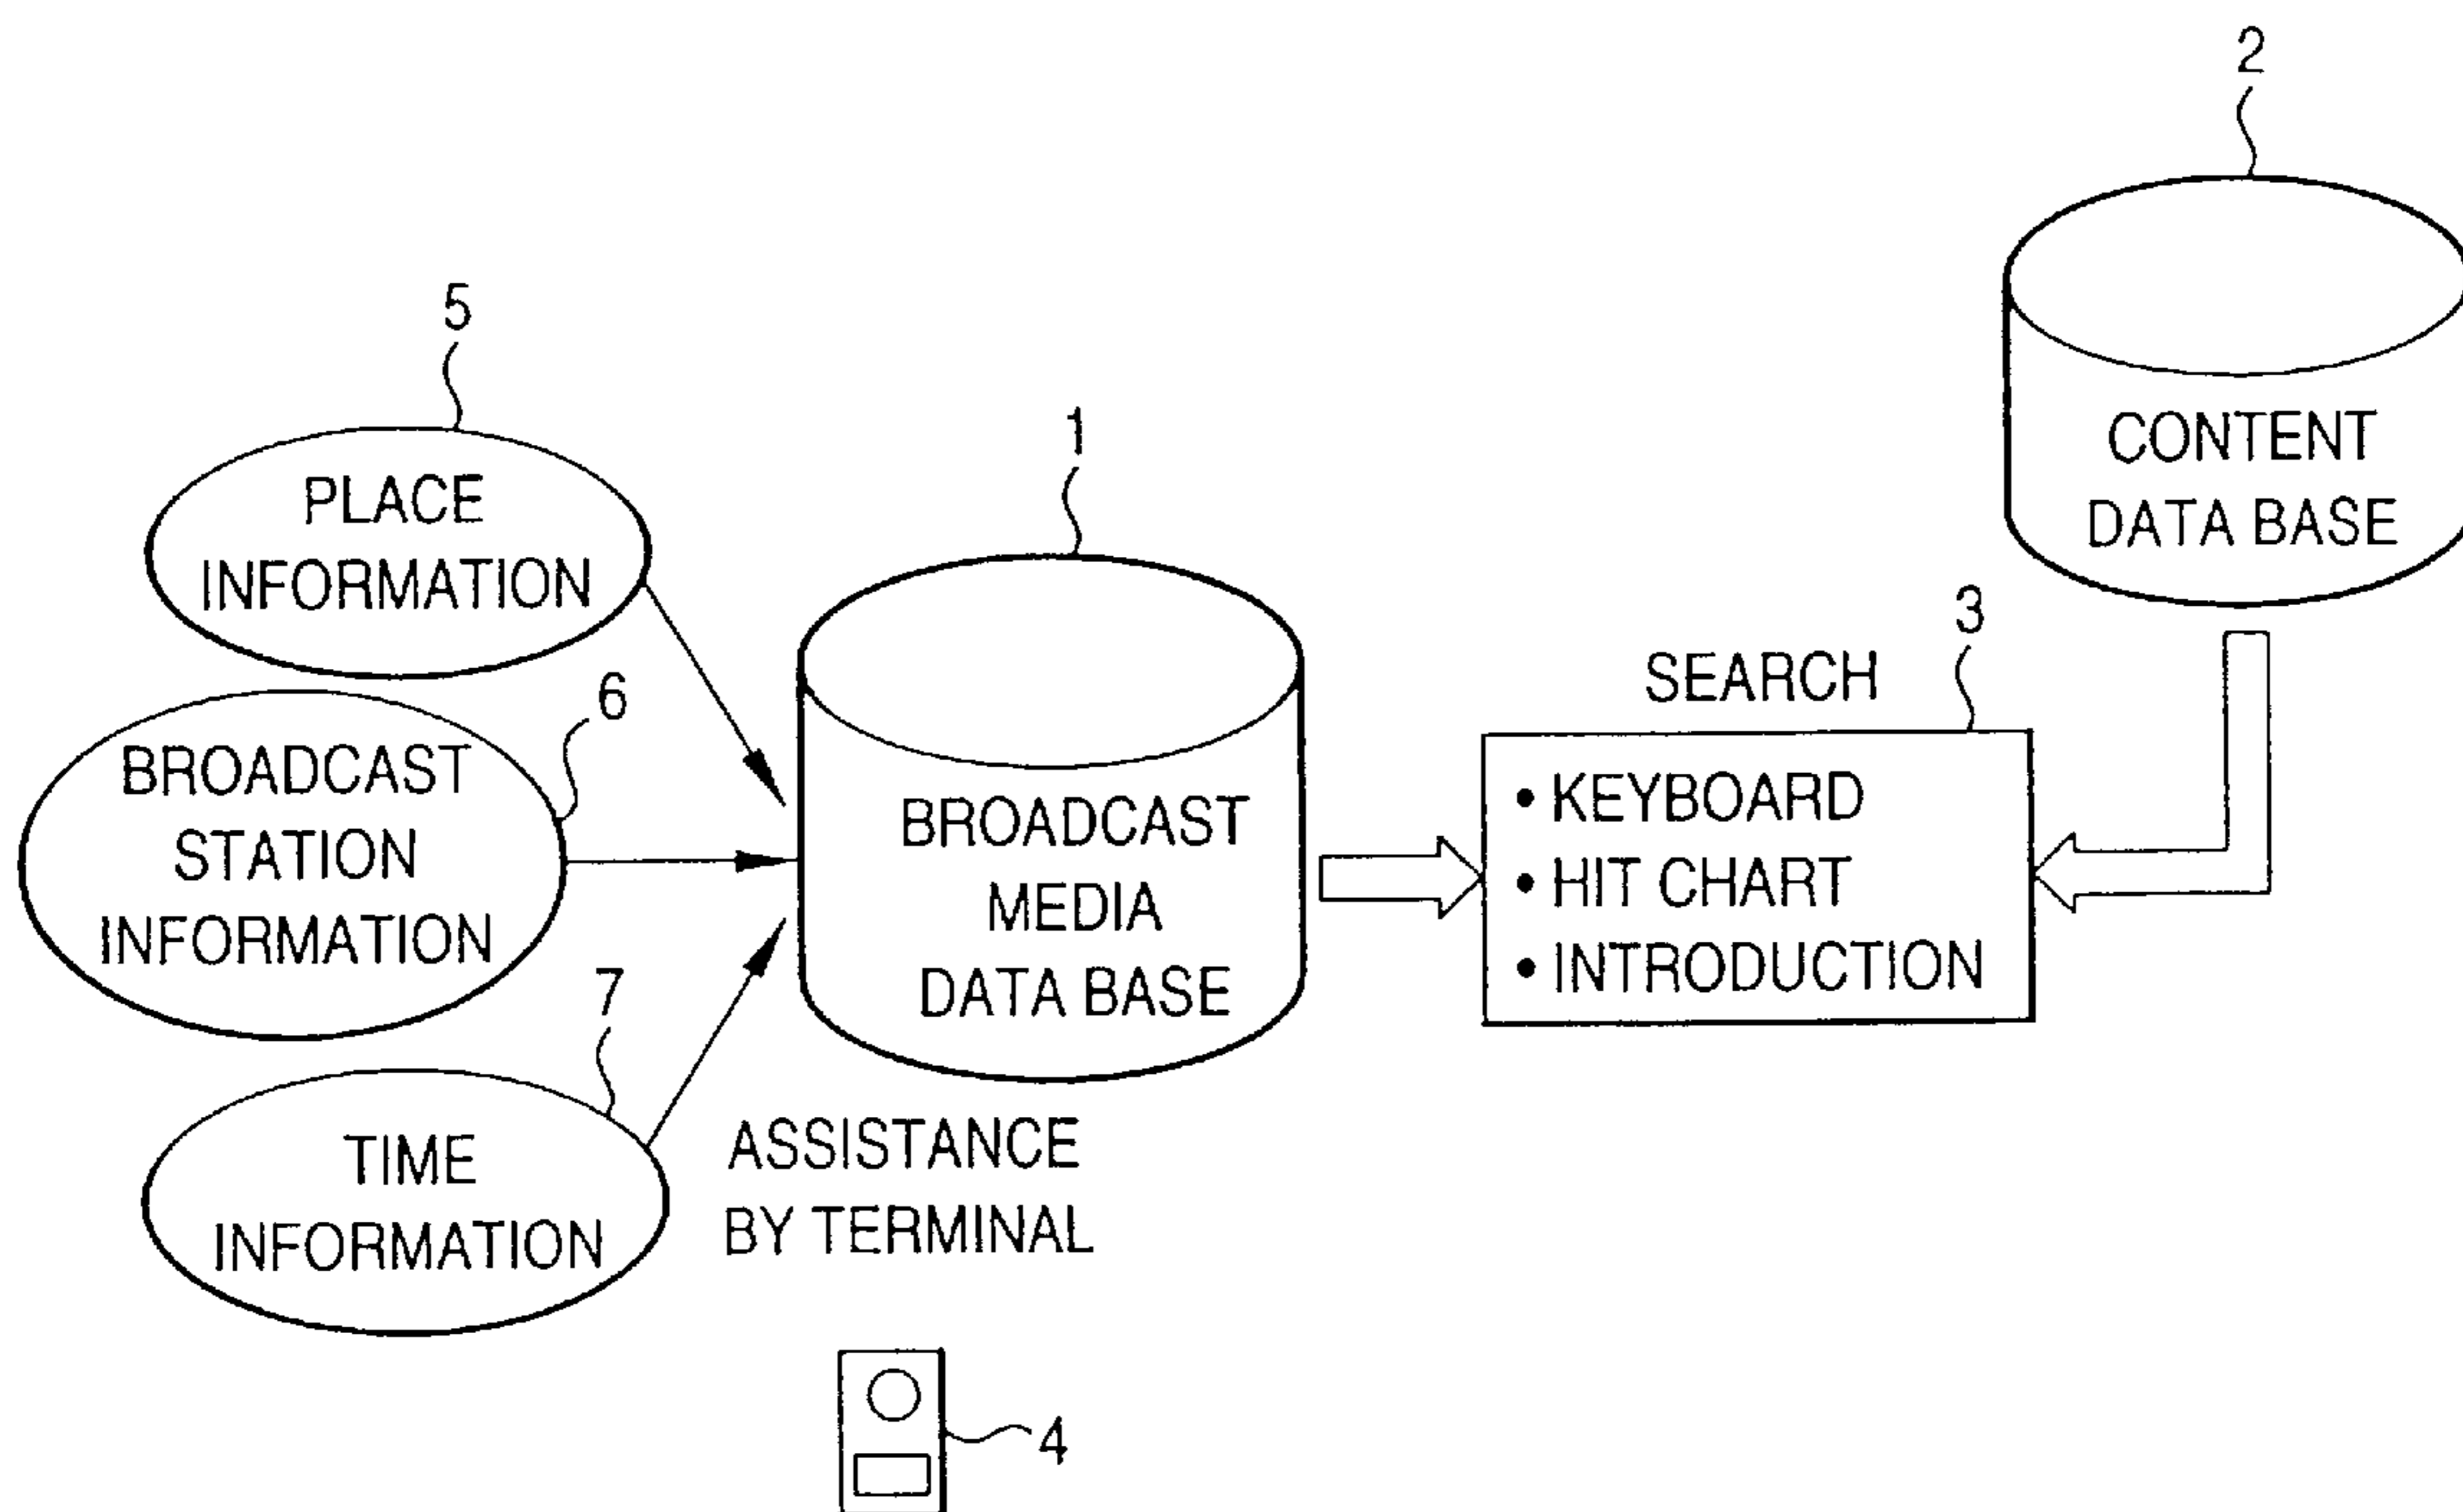 2
5
PLACE
INFORMATION
1
CONTENT
DATA BASE
3
SEARCH
6
BROADCAST
STATION
INFORMATION
BROADCAST
MEDIA
DATA BASE
• KEYBOARD
• HIT CHART
• INTRODUCTION
7
TIME
INFORMATION
ASSISTANCE
BY TERMINAL
4